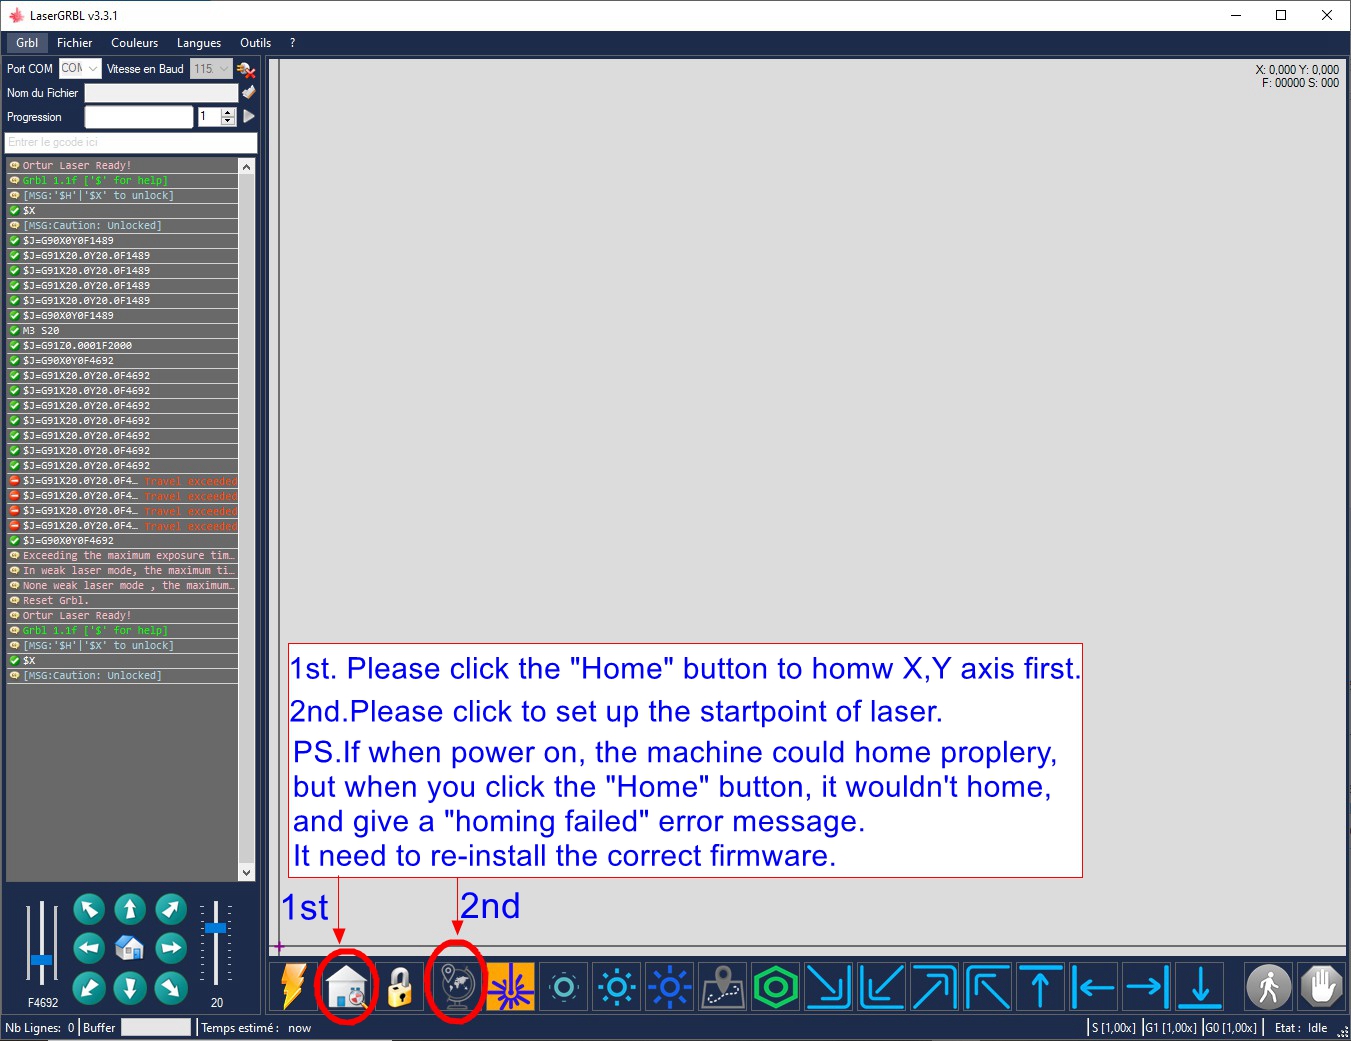 LaserGRBL v3.3.1
Grbl Fichier Couleurs Langues Outils ?
Port COM COM Vitesse en Baud 115.
X: 0,000 Y: 0,000
F: 00000 S: 000
Nom du Fichier
Progression 1
Entrer le gcode ici
Ortur Laser Ready!
Grbl 1.1f ['$' for help]
[MSG:'$H'|'$X' to unlock]
$X
[MSG:Caution: Unlocked]
$J=G90X0Y0F1489
$J=G91X20.0Y20.0F1489
$J=G91X20.0Y20.0F1489
$J=G91X20.0Y20.0F1489
$J=G91X20.0Y20.0F1489
$J=G90X0Y0F1489
M3 S20
$J=G91Z0.0001F2000
$J=G90X0Y0F4692
$J=G91X20.0Y20.0F4692
$J=G91X20.0Y20.0F4692
$J=G91X20.0Y20.0F4692
$J=G91X20.0Y20.0F4692
$J=G91X20.0Y20.0F4692
$J=G91X20.0Y20.0F4692
$J=G91X20.0Y20.0F4692
$J=G91X20.0Y20.0F4… Travel exceeded
$J=G91X20.0Y20.0F4… Travel exceeded
$J=G91X20.0Y20.0F4… Travel exceeded
$J=G91X20.0Y20.0F4… Travel exceeded
$J=G90X0Y0F4692
Exceeding the maximum exposure tim…
In weak laser mode, the maximum ti…
None weak laser mode , the maximum…
Reset Grbl.
Ortur Laser Ready!
Grbl 1.1f ['$' for help]
[MSG:'$H'|'$X' to unlock]
$X
[MSG:Caution: Unlocked]
1st. Please click the "Home" button to homw X,Y axis first.
2nd.Please click to set up the startpoint of laser.
PS.If when power on, the machine could home proplery,
but when you click the "Home" button, it wouldn't home,
and give a "homing failed" error message.
It need to re-install the correct firmware.
1st 2nd
F4692 20
Nb Lignes: 0 Buffer Temps estimé : now S [1,00x] G1 [1,00x] G0 [1,00x] Etat : Idle